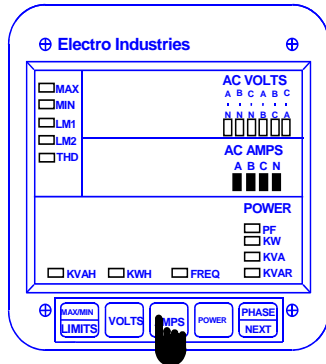 Electro Industries
MAX
MIN
LM1
LM2
THD
AC VOLTS
A B C A B C
- - - - - -
N N N B C A
AC AMPS
A B C N
POWER
PF
KW
KVA
KVAR
KVAH KWH FREQ
MAX/MIN
LIMITS
VOLTS
AMPS
POWER
PHASE
NEXT